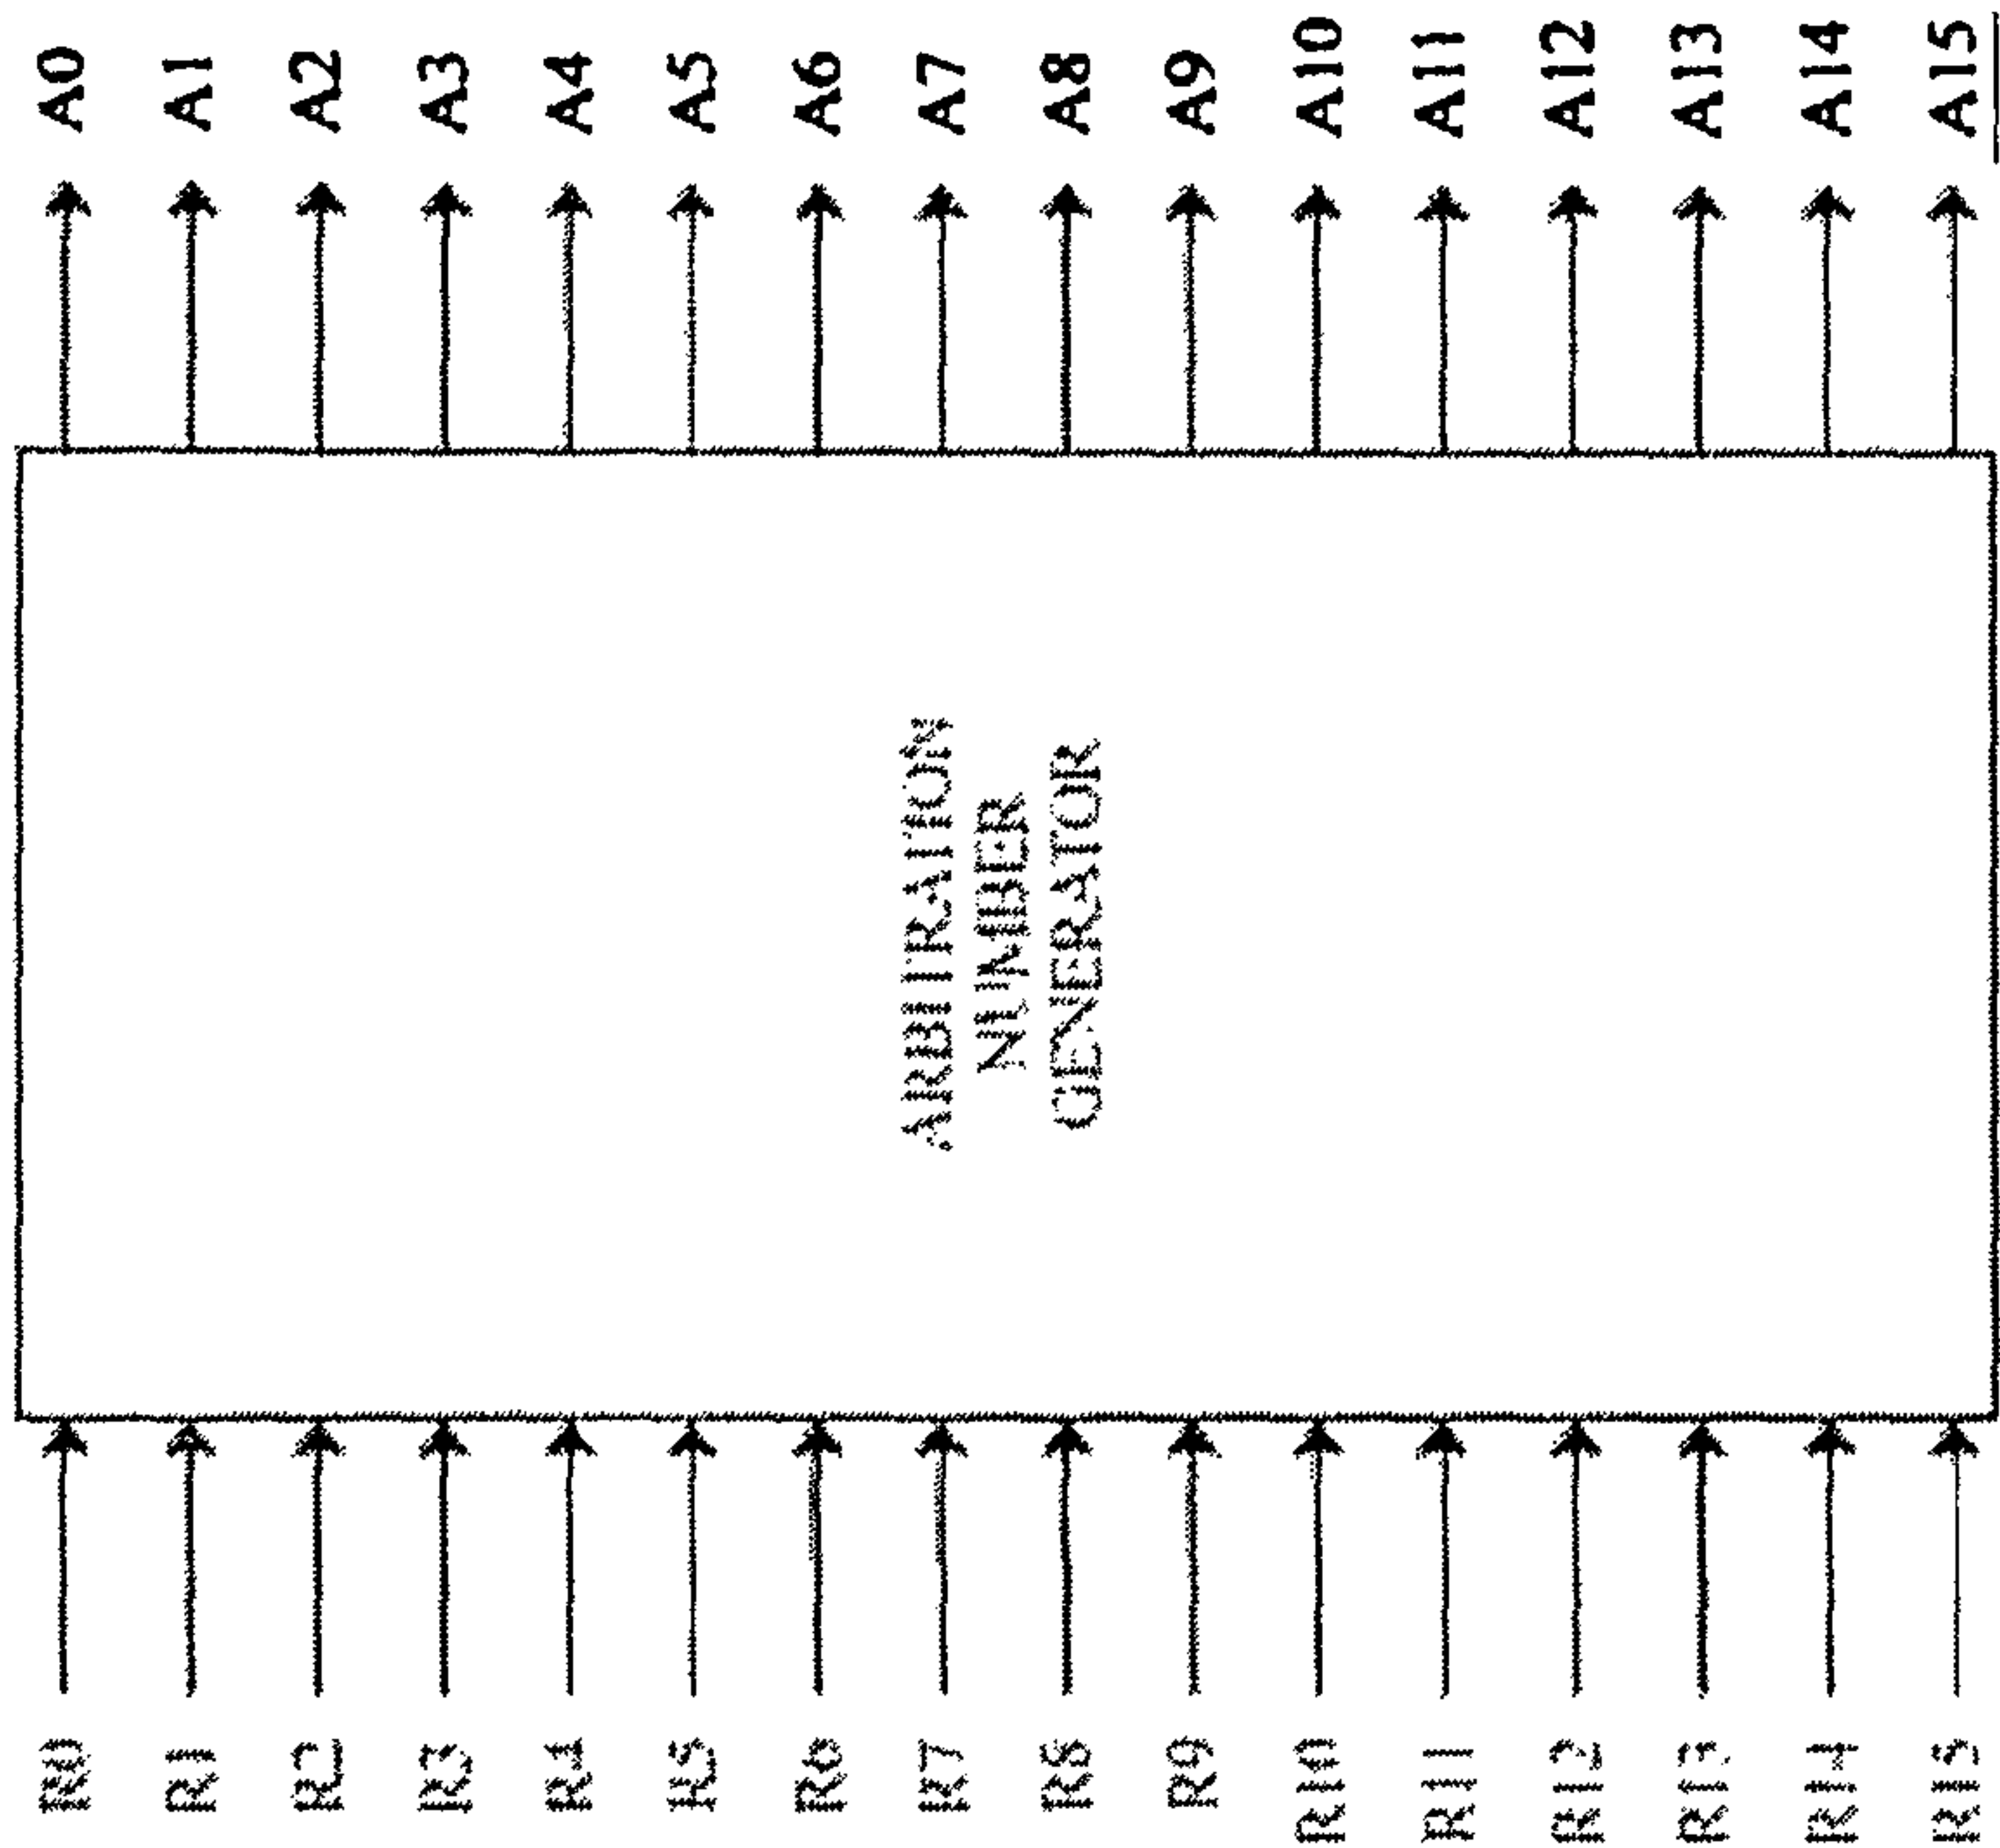 A0
A1
A2
A3
A4
A5
A6
A7
A8
A9
A10
A11
A12
A13
A14
A15
ARBITRATION
NUMBER
GENERATOR
R0
R1
R2
R3
R4
R5
R6
R7
R8
R9
R10
R11
R12
R13
R14
R15